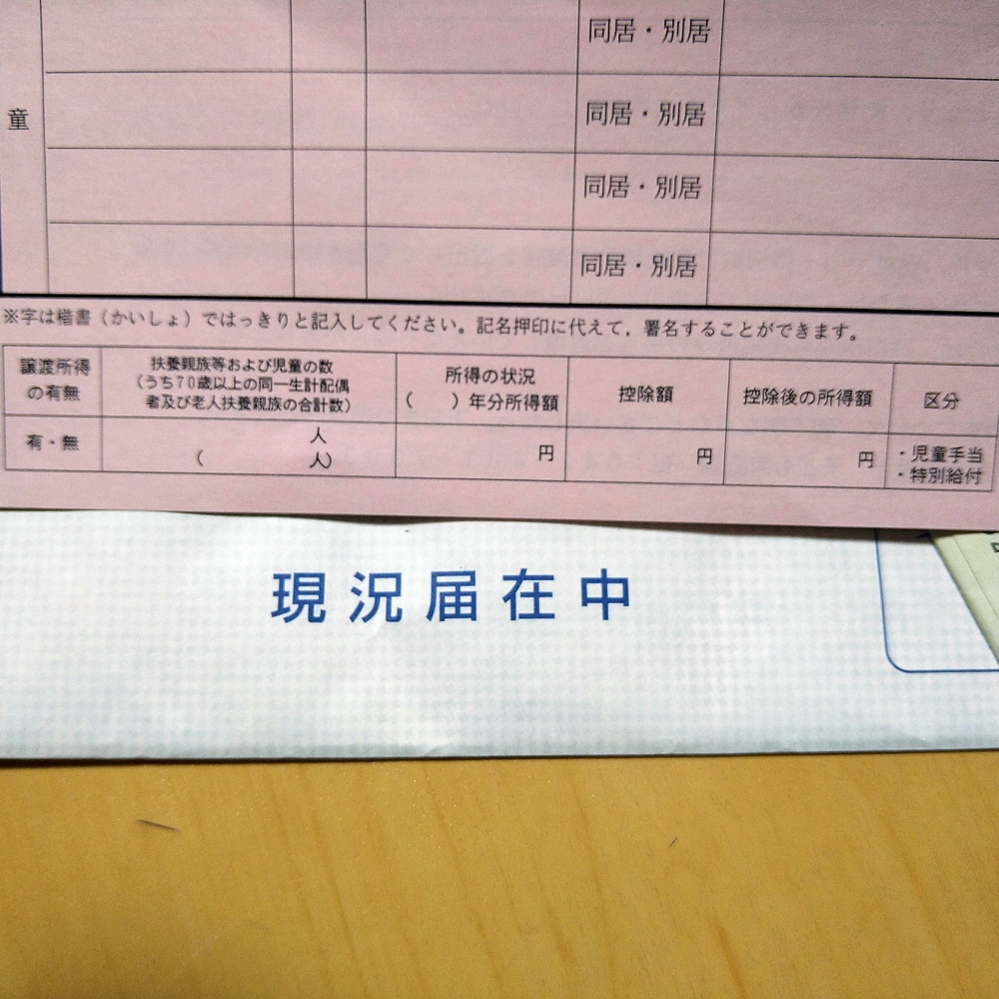 同居・別居
童
同居・別居
同居・別居
同居・別居
※字は楷書(かいしょ)ではっきりと記入してください。記名押印に代えて,署名することができます。
譲渡所得
の有無
扶養親族等および児童の数
(うち70歳以上の同一生計配偶
者及び老人扶養親族の合計数)
所得の状況
(  )年分所得額
控除額
控除後の所得額
区分
有・無
人
(  人)
円
円
円
・児童手当
・特別給付
現況届在中